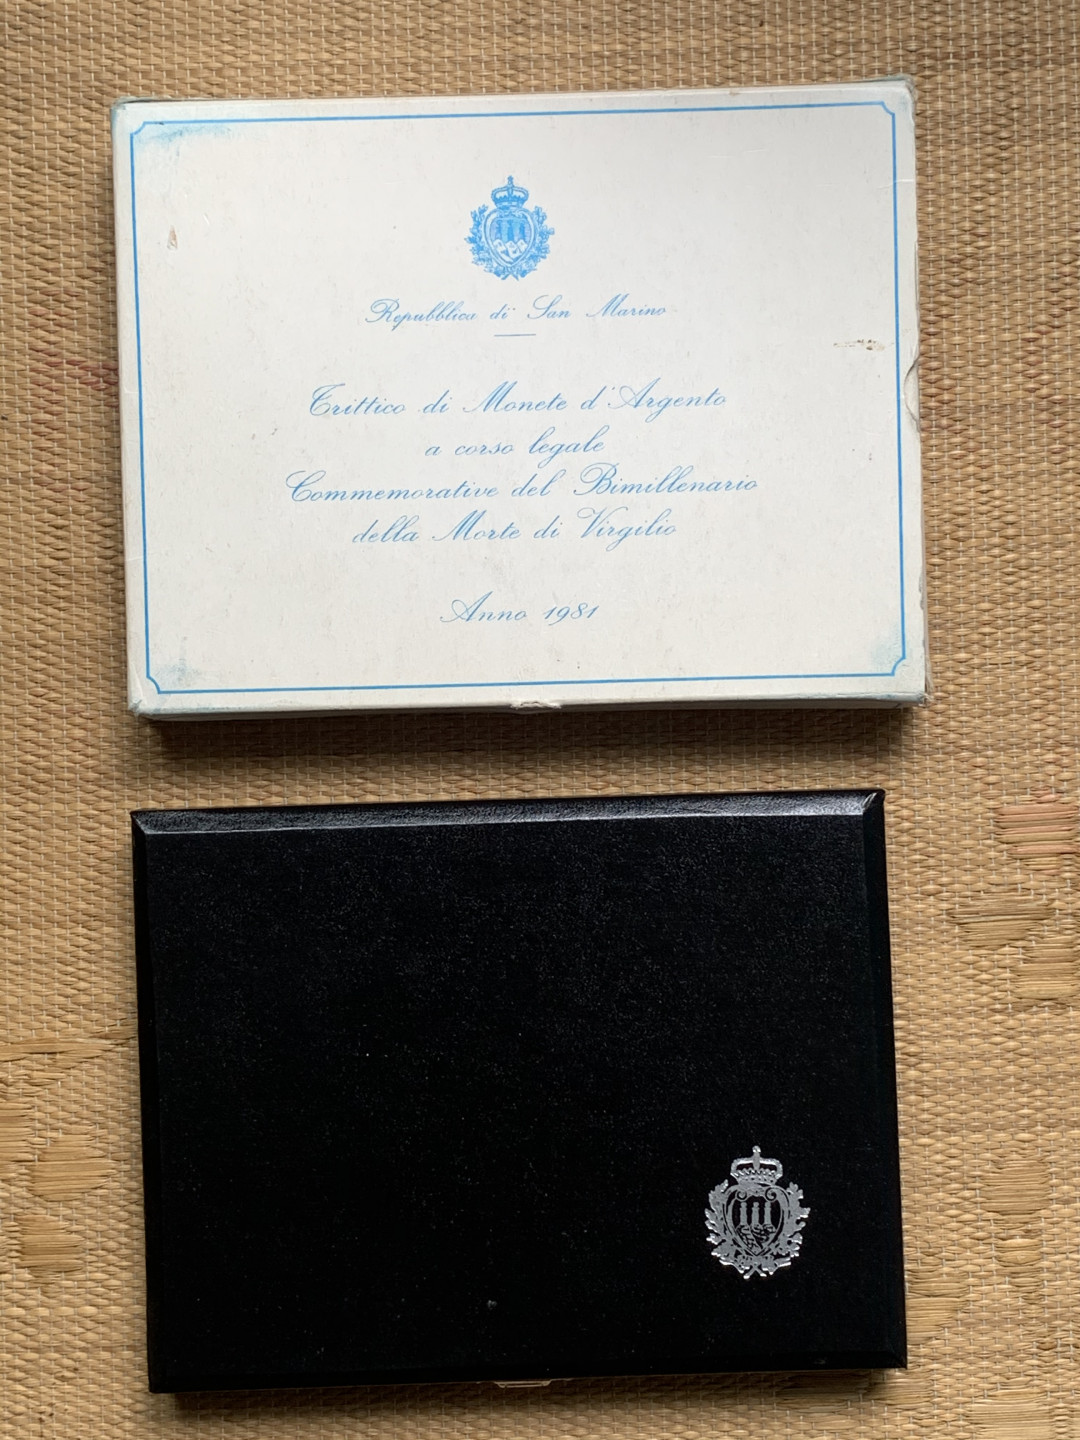 Repubblica di San Marino
Trittico di Monete d'Argento
a corso legale
Commemorative del Bimillenario
della Morte di Virgilio
Anno 1981